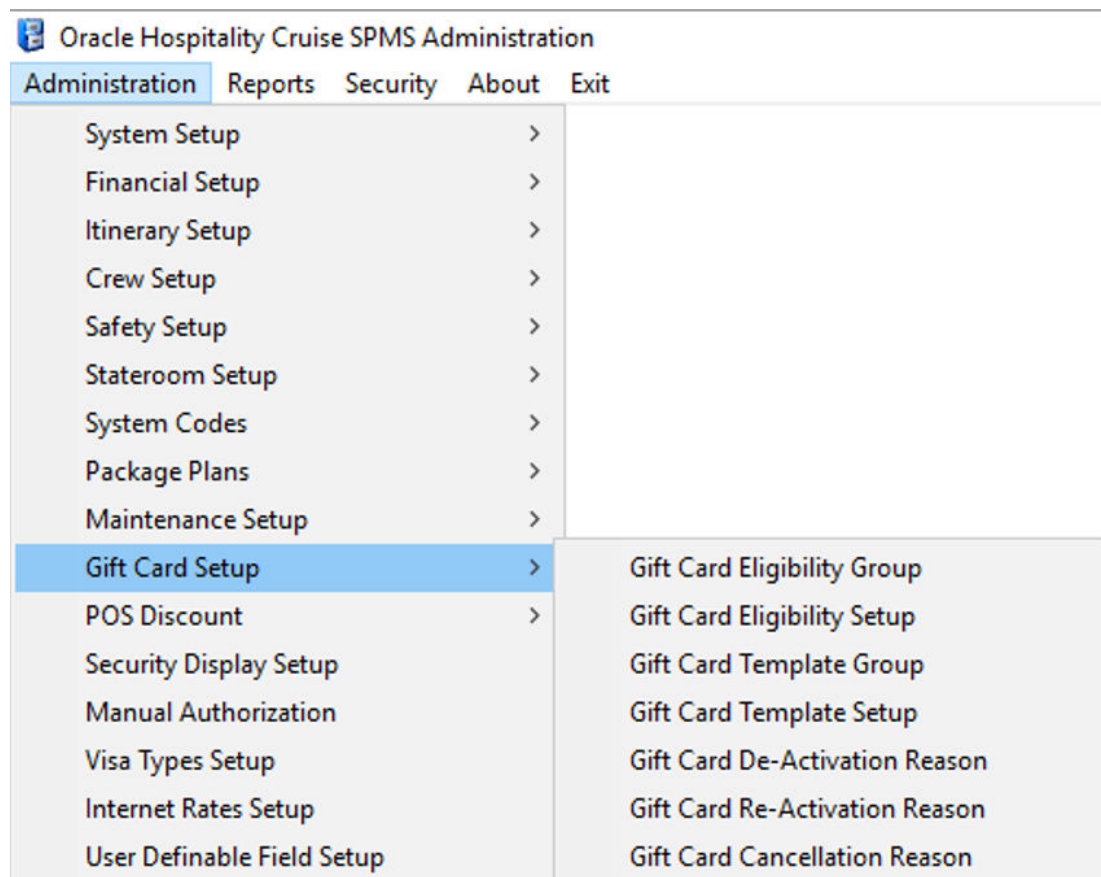 Oracle Hospitality Cruise SPMS Administration
Administration Reports Security About Exit
System Setup
Financial Setup
Itinerary Setup
Crew Setup
Safety Setup
Stateroom Setup
System Codes
Package Plans
Maintenance Setup
Gift Card Setup
POS Discount
Security Display Setup
Manual Authorization
Visa Types Setup
Internet Rates Setup
User Definable Field Setup
Gift Card Eligibility Group
Gift Card Eligibility Setup
Gift Card Template Group
Gift Card Template Setup
Gift Card De-Activation Reason
Gift Card Re-Activation Reason
Gift Card Cancellation Reason